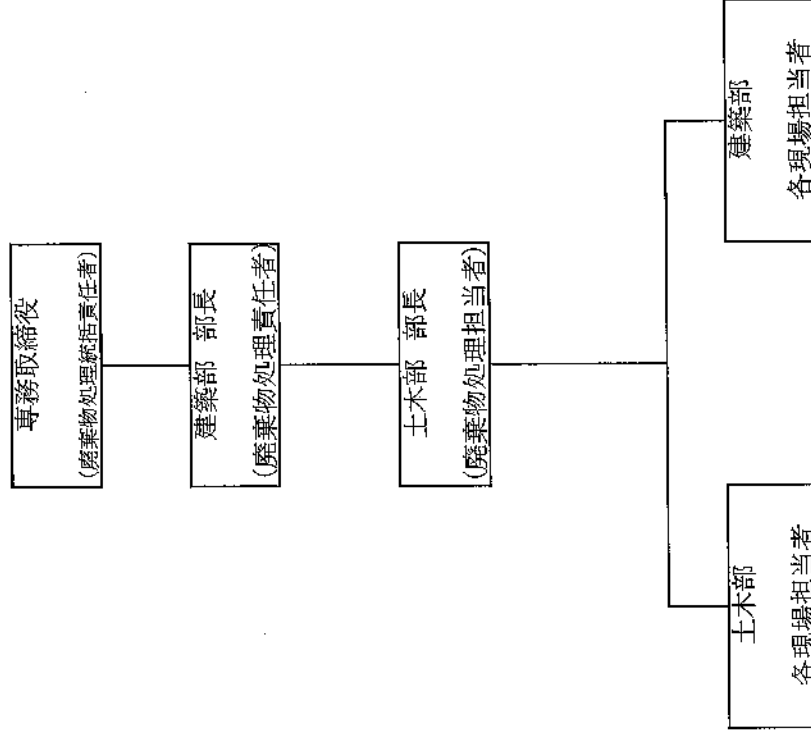 専務取締役
(廃棄物処理統括責任者)
建築部 部長
(廃棄物処理責任者)
土木部 部長
(廃棄物処理担当者)
土木部
各現場担当者
建築部
各現場担当者